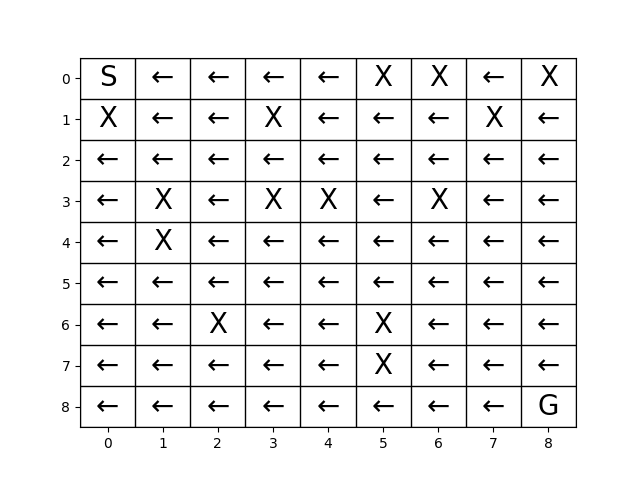 0 S ← ← ← ← X X ← X
1 X ← ← X ← ← ← X ←
2 ← ← ← ← ← ← ← ← ←
3 ← X ← X X ← X ← ←
4 ← X ← ← ← ← ← ← ←
5 ← ← ← ← ← ← ← ← ←
6 ← ← X ← ← X ← ← ←
7 ← ← ← ← ← X ← ← ←
8 ← ← ← ← ← ← ← ← G
0 1 2 3 4 5 6 7 8